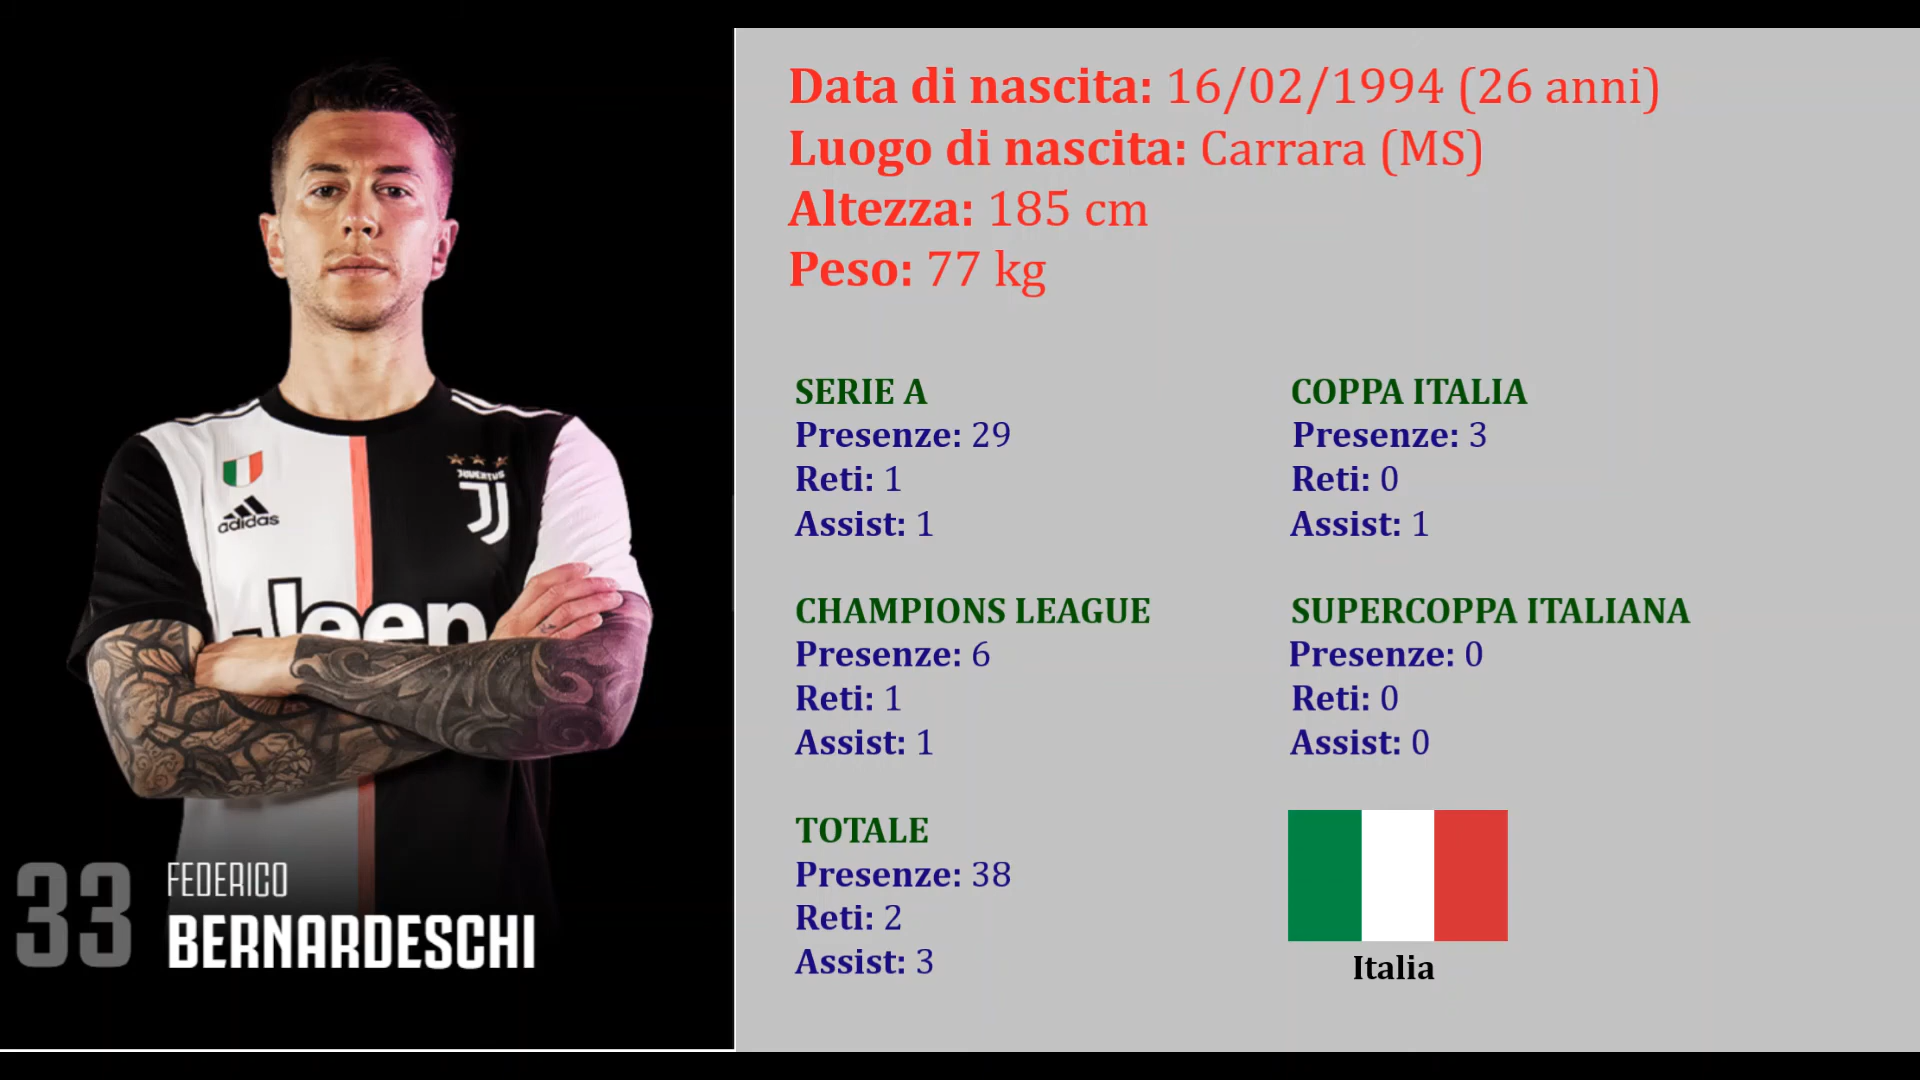 Data di nascita: 16/02/1994 (26 anni)
Luogo di nascita: Carrara (MS)
Altezza: 185 cm
Peso: 77 kg
SERIE A
Presenze: 29
Reti: 1
Assist: 1
COPPA ITALIA
Presenze: 3
Reti: 0
Assist: 1
CHAMPIONS LEAGUE
Presenze: 6
Reti: 1
Assist: 1
SUPERCOPPA ITALIANA
Presenze: 0
Reti: 0
Assist: 0
TOTALE
Presenze: 38
Reti: 2
Assist: 3
Italia
adidas
JUVENTUS
Jeep
33
FEDERICO
BERNARDESCHI